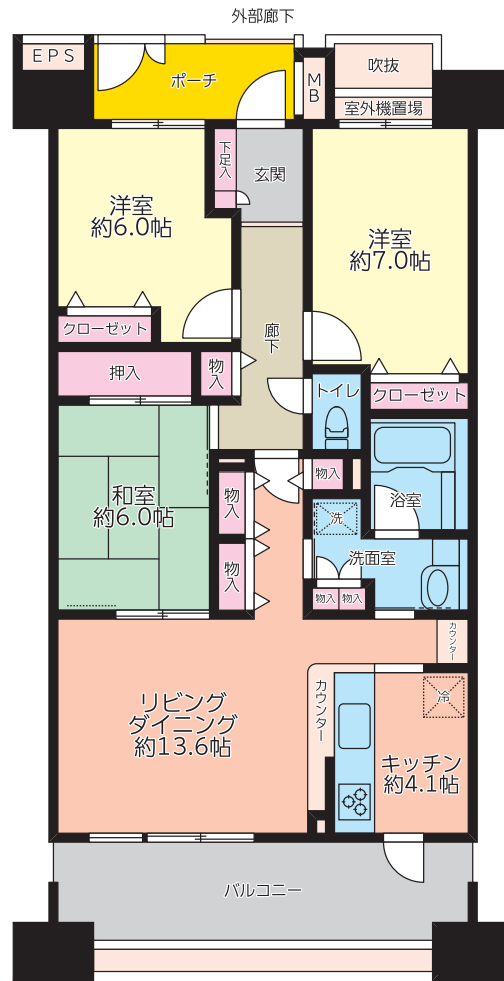 外部廊下
EPS
ポーチ
MB
吹抜
室外機置場
下足入
玄関
洋室
約6.0帖
洋室
約7.0帖
クローゼット
廊下
押入
物入
トイレ
クローゼット
和室
約6.0帖
物入
物入
浴室
洗
洗面室
物入
物入
物入
カウンター
リビング
ダイニング
約13.6帖
カウンター
冷
キッチン
約4.1帖
バルコニー